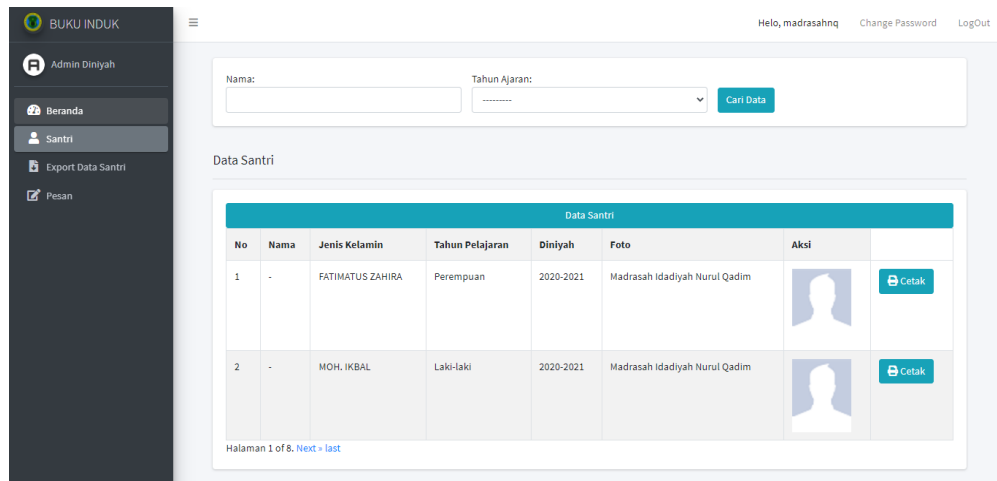 BUKU INDUK
Helo, madrasahnq Change Password LogOut
Admin Diniyah
Beranda
Santri
Export Data Santri
Pesan
Nama: Tahun Ajaran:
--------- Cari Data
Data Santri
Data Santri
No Nama Jenis Kelamin Tahun Pelajaran Diniyah Foto Aksi
1 - FATIMATUS ZAHIRA Perempuan 2020-2021 Madrasah Idadiyah Nurul Qadim Cetak
2 - MOH. IKBAL Laki-laki 2020-2021 Madrasah Idadiyah Nurul Qadim Cetak
Halaman 1 of 8. Next » last